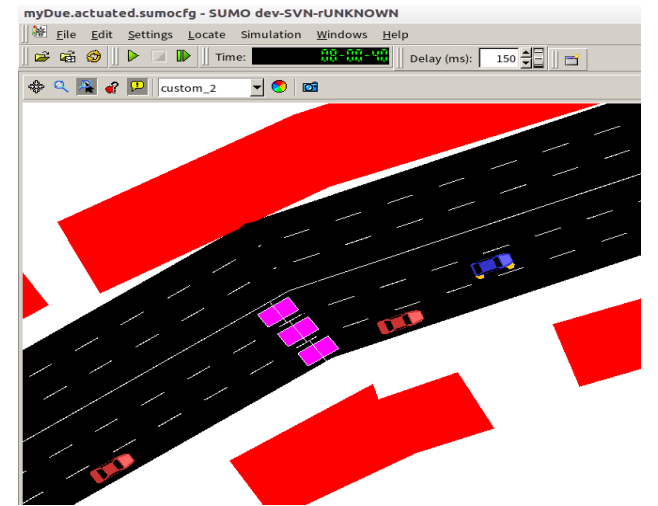 myDue.actuated.sumocfg - SUMO dev-SVN-rUNKNOWN
File Edit Settings Locate Simulation Windows Help
Time: 08-00-40 Delay (ms): 150
custom_2